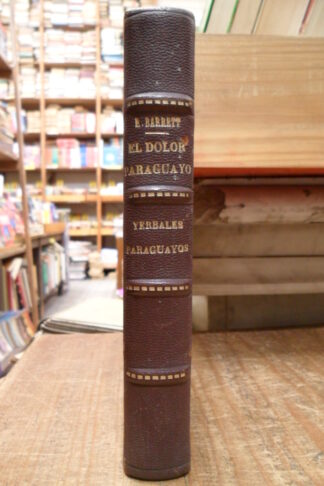 R. BARRETT
EL DOLOR
PARAGUAYO
YERBALES
PARAGUAYOS